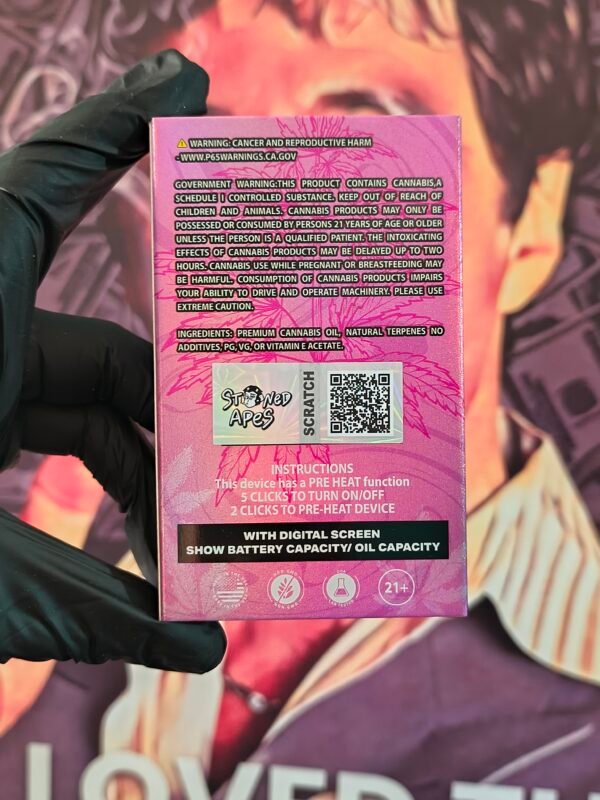 ⚠ WARNING: CANCER AND REPRODUCTIVE HARM
- WWW.P65WARNINGS.CA.GOV
GOVERNMENT WARNING:THIS PRODUCT CONTAINS CANNABIS,A
SCHEDULE I CONTROLLED SUBSTANCE. KEEP OUT OF REACH OF
CHILDREN AND ANIMALS. CANNABIS PRODUCTS MAY ONLY BE
POSSESSED OR CONSUMED BY PERSONS 21 YEARS OF AGE OR OLDER
UNLESS THE PERSON IS A QUALIFIED PATIENT. THE INTOXICATING
EFFECTS OF CANNABIS PRODUCTS MAY BE DELAYED UP TO TWO
HOURS. CANNABIS USE WHILE PREGNANT OR BREASTFEEDING MAY
BE HARMFUL. CONSUMPTION OF CANNABIS PRODUCTS IMPAIRS
YOUR ABILITY TO DRIVE AND OPERATE MACHINERY. PLEASE USE
EXTREME CAUTION.
INGREDIENTS: PREMIUM CANNABIS OIL, NATURAL TERPENES NO
ADDITIVES, PG, VG, OR VITAMIN E ACETATE.
STONED
APES
SCRATCH
INSTRUCTIONS
This device has a PRE HEAT function
5 CLICKS TO TURN ON/OFF
2 CLICKS TO PRE-HEAT DEVICE
WITH DIGITAL SCREEN
SHOW BATTERY CAPACITY/ OIL CAPACITY
21+
LOVED